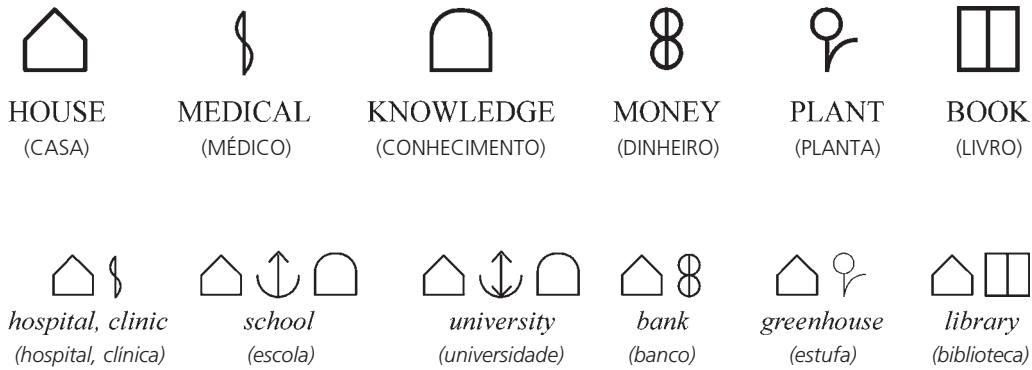 HOUSE MEDICAL KNOWLEDGE MONEY PLANT BOOK
(CASA) (MÉDICO) (CONHECIMENTO) (DINHEIRO) (PLANTA) (LIVRO)
hospital, clinic school university bank greenhouse library
(hospital, clínica) (escola) (universidade) (banco) (estufa) (biblioteca)